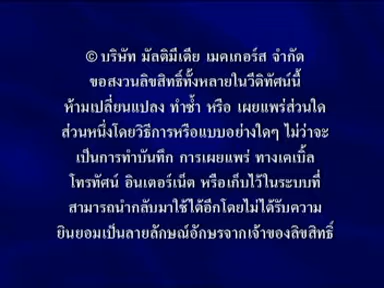 © บริษัท มัลติมีเดีย เมคเกอร์ส จำกัด
ขอสงวนลิขสิทธิ์ทั้งหลายในวีดิทัศน์นี้
ห้ามเปลี่ยนแปลง ทำซ้ำ หรือ เผยแพร่ส่วนใด
ส่วนหนึ่งโดยวิธีการหรือแบบอย่างใดๆ ไม่ว่าจะ
เป็นการทำบันทึก การเผยแพร่ ทางเคเบิ้ล
โทรทัศน์ อินเตอร์เน็ต หรือเก็บไว้ในระบบที่
สามารถนำกลับมาใช้ได้อีกโดยไม่ได้รับความ
ยินยอมเป็นลายลักษณ์อักษรจากเจ้าของลิขสิทธิ์